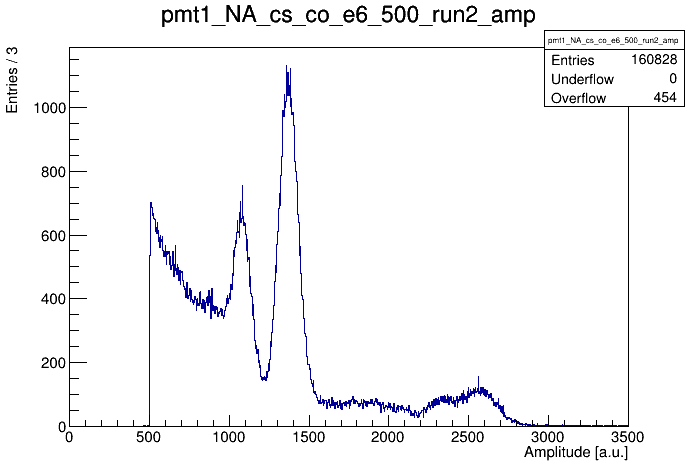 pmt1_NA_cs_co_e6_500_run2_amp
pmt1_NA_cs_co_e6_500_run2_amp
Entries 160828
Underflow 0
Overflow 454
Entries / 3
1000
800
600
400
200
0
0 500 1000 1500 2000 2500 3000 3500
Amplitude [a.u.]